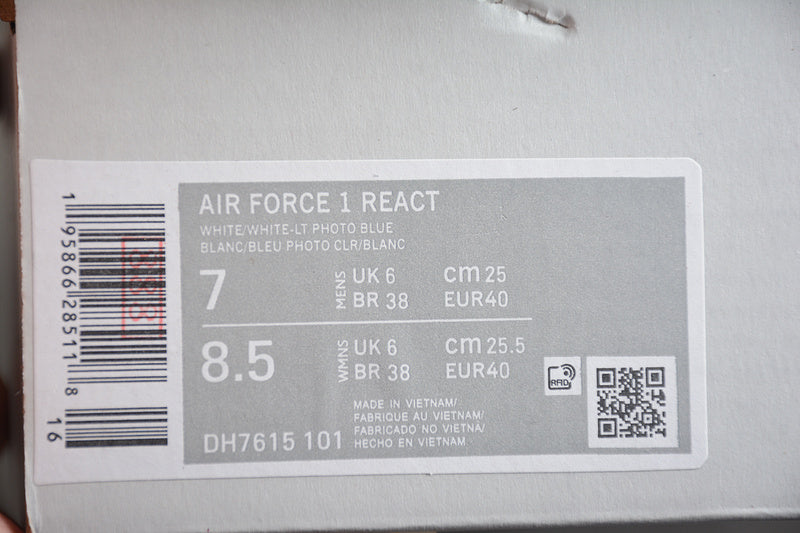 AIR FORCE 1 REACT
WHITE/WHITE-LT PHOTO BLUE
BLANC/BLEU PHOTO CLR/BLANC
7
MENS
UK 6
cm 25
BR 38
EUR40
8.5
WMNS
UK 6
cm 25.5
BR 38
EUR40
MADE IN VIETNAM/
FABRIQUE AU VIETNAM/
FABRICADO NO VIETNÃ/
HECHO EN VIETNAM
DH7615 101
RFID
1 95866 28511 8
16